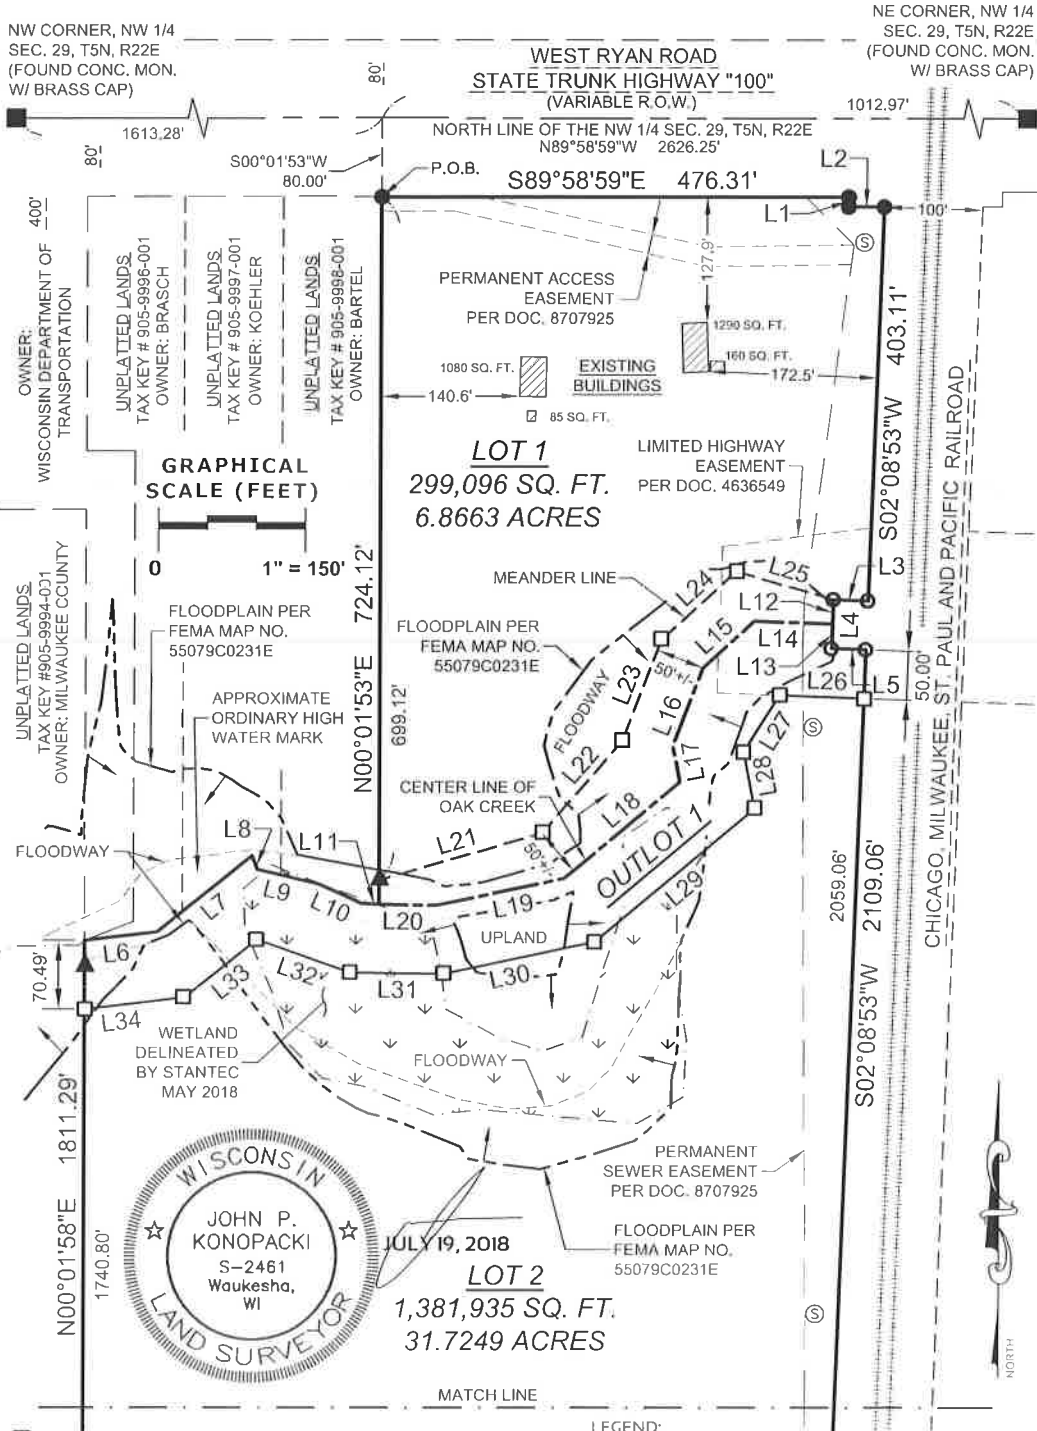 NW CORNER, NW 1/4
SEC. 29, T5N, R22E
(FOUND CONC. MON.
W/ BRASS CAP)
NE CORNER, NW 1/4
SEC. 29, T5N, R22E
(FOUND CONC. MON.
W/ BRASS CAP)
WEST RYAN ROAD
STATE TRUNK HIGHWAY "100"
(VARIABLE R.O.W.)
80'
1613.28'
1012.97'
NORTH LINE OF THE NW 1/4 SEC. 29, T5N, R22E
N89°58'59"W 2626.25'
80'
S00°01'53"W
80.00'
P.O.B.
S89°58'59"E 476.31'
L2
L1
100'
400'
OWNER:
WISCONSIN DEPARTMENT OF
TRANSPORTATION
UNPLATTED LANDS
TAX KEY # 905-9996-001
OWNER: BRASCH
UNPLATTED LANDS
TAX KEY # 905-9997-001
OWNER: KOEHLER
UNPLATTED LANDS
TAX KEY # 905-9998-001
OWNER: BARTEL
S
PERMANENT ACCESS
EASEMENT
PER DOC. 8707925
127.9'
1290 SQ. FT.
160 SQ. FT.
172.5'
1080 SQ. FT.
EXISTING
BUILDINGS
140.6'
85 SQ. FT.
S02°08'53"W 403.11'
LOT 1
299,096 SQ. FT.
6.8663 ACRES
LIMITED HIGHWAY
EASEMENT
PER DOC. 4636549
GRAPHICAL
SCALE (FEET)
0 1" = 150'
CHICAGO, MILWAUKEE, ST. PAUL AND PACIFIC RAILROAD
UNPLATTED LANDS
TAX KEY #905-9994-001
OWNER: MILWAUKEE COUNTY
FLOODPLAIN PER
FEMA MAP NO.
55079C0231E
N00°01'53"E 724.12'
699.12'
MEANDER LINE
FLOODPLAIN PER
FEMA MAP NO.
55079C0231E
L24
L25
L3
L12
L4
L15
L14
L13
50'+/-
L26
L5
50.00'
FLOODWAY
L23
L16
L17
L27
S
L28
L22
APPROXIMATE
ORDINARY HIGH
WATER MARK
CENTER LINE OF
OAK CREEK
L18
L21
50'+/-
OUTLOT 1
L29
FLOODWAY
L8
L11
L7
L9
L10
L20
L19
UPLAND
L6
70.49'
L33
L32
L31
L30
L34
2059.06'
S02°08'53"W 2109.06'
WETLAND
DELINEATED
BY STANTEC
MAY 2018
FLOODWAY
N00°01'58"E 1811.29'
1740.80'
PERMANENT
SEWER EASEMENT
PER DOC. 8707925
WISCONSIN
JOHN P.
KONOPACKI
S-2461
Waukesha,
WI
LAND SURVEYOR
JULY 19, 2018
FLOODPLAIN PER
FEMA MAP NO.
55079C0231E
LOT 2
1,381,935 SQ. FT.
31.7249 ACRES
S
NORTH
MATCH LINE
LEGEND: